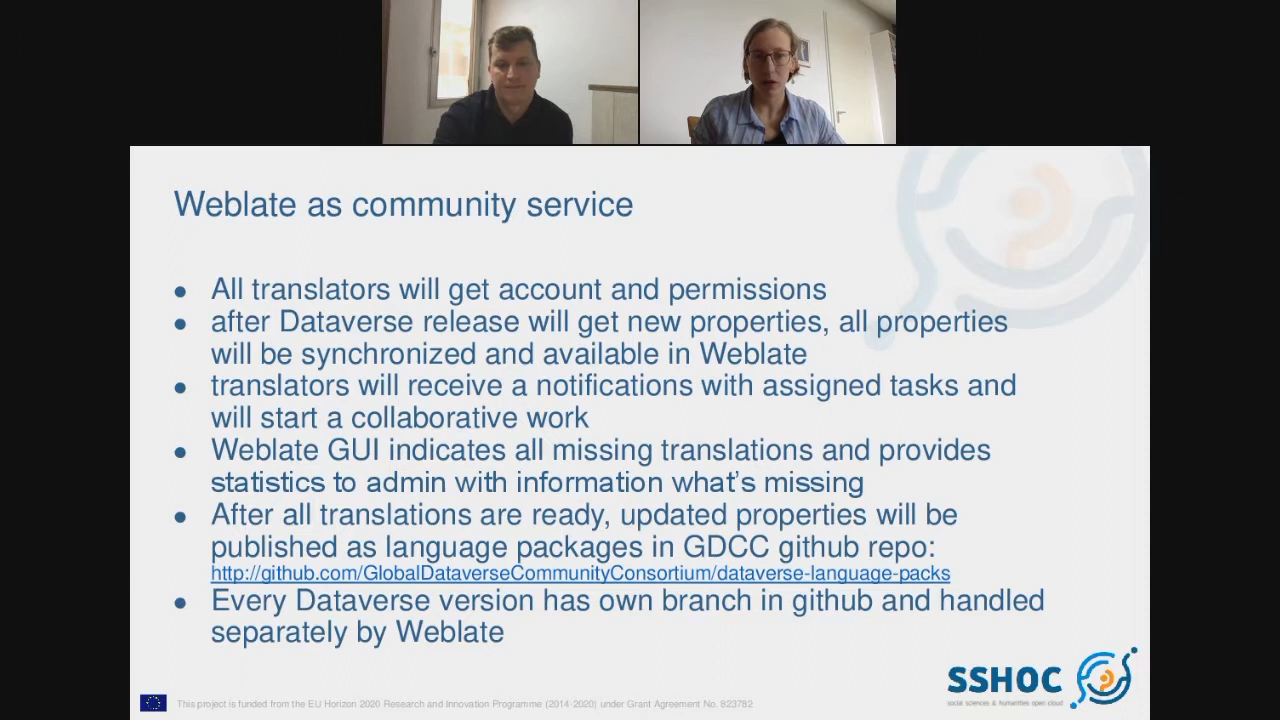 Weblate as community service
All translators will get account and permissions
after Dataverse release will get new properties, all properties
will be synchronized and available in Weblate
translators will receive a notifications with assigned tasks and
will start a collaborative work
Weblate GUI indicates all missing translations and provides
statistics to admin with information what's missing
After all translations are ready, updated properties will be
published as language packages in GDCC github repo:
http://github.com/GlobalDataverseCommunityConsortium/dataverse-language-packs
Every Dataverse version has own branch in github and handled
separately by Weblate
SSHOC
social sciences & humanities open cloud
This project is funded from the EU Horizon 2020 Research and Innovation Programme (2014-2020) under Grant Agreement No. 823782